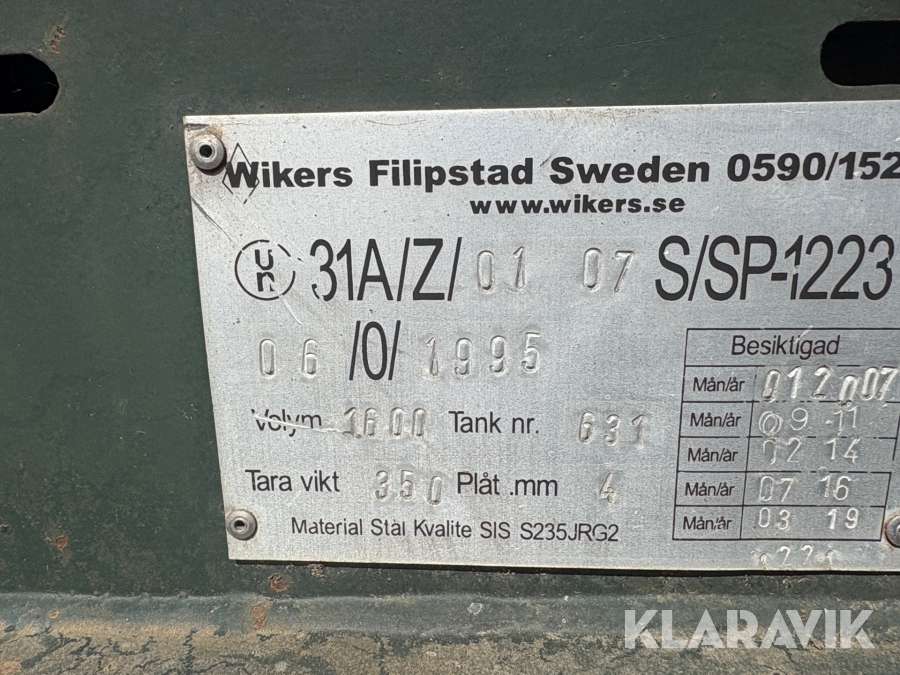 Wikers Filipstad Sweden 0590/152
www.wikers.se
un 31A/Z/ 01 07 S/SP-1223
06 /0/ 1995
Besiktigad
Mån/år 012007
Mån/år 09 11
Mån/år 02 14
Mån/år 07 16
Mån/år 03 19
Volym 1600 Tank nr. 631
Tara vikt 350 Plåt .mm 4
Material Stål Kvalite SIS S235JRG2
KLARAVIK